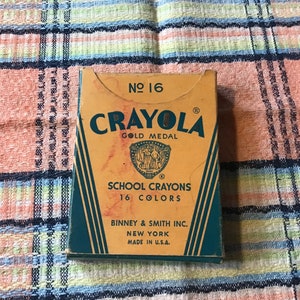 No 16
CRAYOLA ®
GOLD MEDAL
®
SCHOOL CRAYONS
16 COLORS
BINNEY & SMITH INC.
NEW YORK
MADE IN U.S.A.